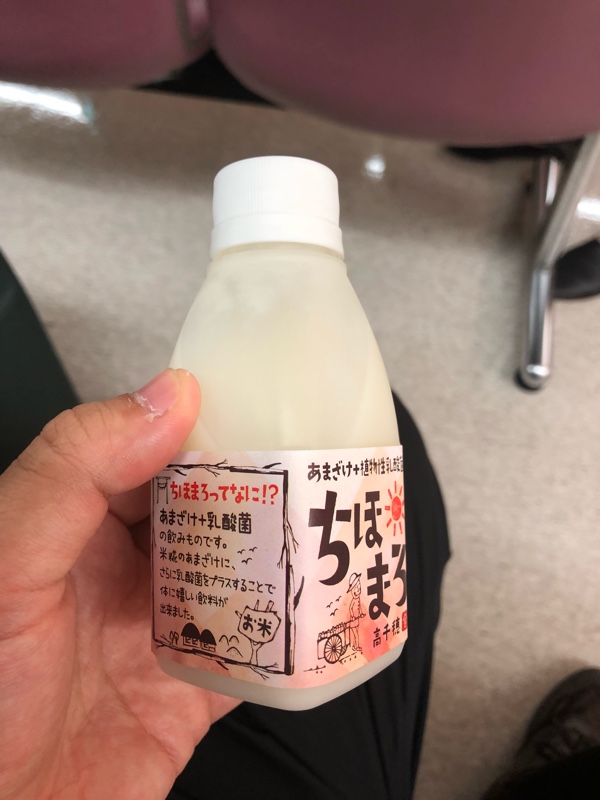 ちほまろってなに!?
あまざけ+乳酸菌
の飲みものです。
米糀のあまざけに、
さらに乳酸菌をプラスすることで
体に嬉しい飲料が
出来ました。
お米
あまざけ+植物性乳酸菌
ちほ
まろ
高千穂